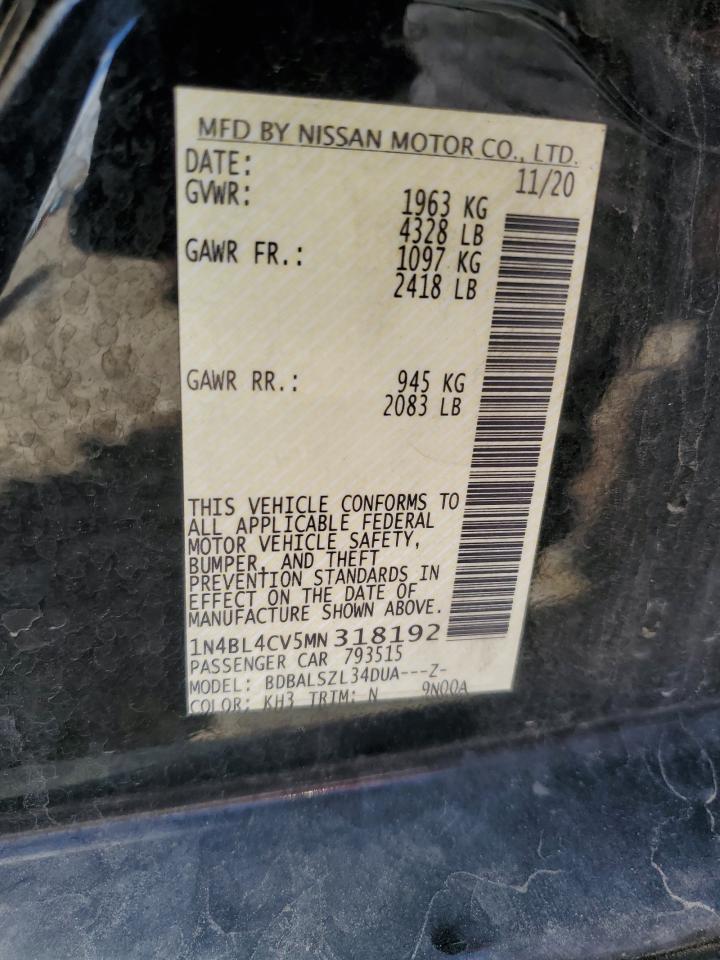 MFD BY NISSAN MOTOR CO., LTD.
DATE: 11/20
GVWR: 1963 KG
4328 LB
GAWR FR.: 1097 KG
2418 LB
GAWR RR.: 945 KG
2083 LB
THIS VEHICLE CONFORMS TO
ALL APPLICABLE FEDERAL
MOTOR VEHICLE SAFETY,
BUMPER, AND THEFT
PREVENTION STANDARDS IN
EFFECT ON THE DATE OF
MANUFACTURE SHOWN ABOVE.
1N4BL4CV5MN318192
PASSENGER CAR 793515
MODEL: BDBALSZL34DUA---Z-
COLOR: KH3 TRIM: N 9N00A